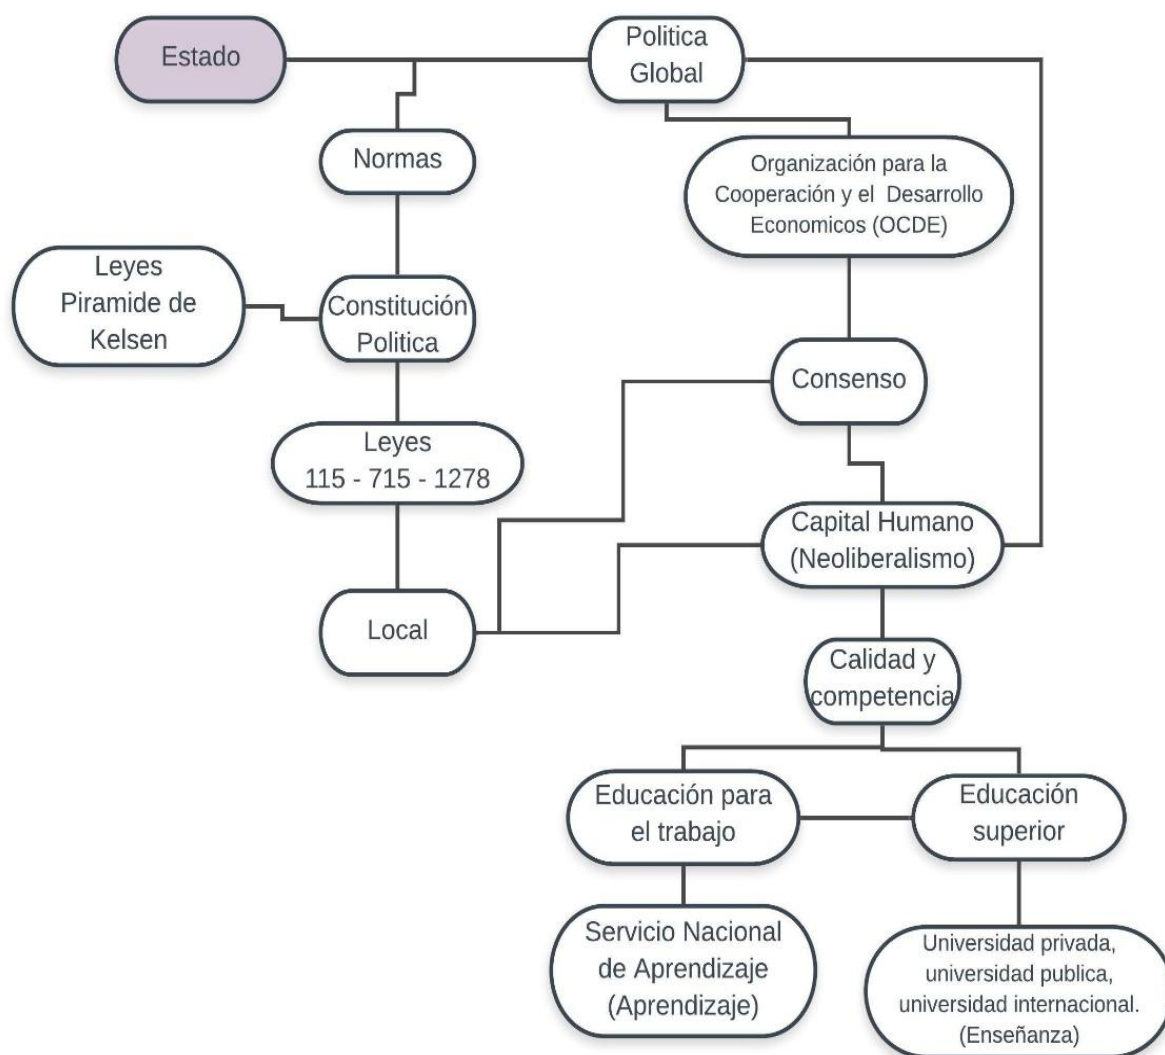 Estado
Politica
Global
Normas
Organización para la
Cooperación y el Desarrollo
Economicos (OCDE)
Leyes
Piramide de
Kelsen
Constitución
Politica
Consenso
Leyes
115 - 715 - 1278
Capital Humano
(Neoliberalismo)
Local
Calidad y
competencia
Educación para
el trabajo
Educación
superior
Servicio Nacional
de Aprendizaje
(Aprendizaje)
Universidad privada,
universidad publica,
universidad internacional.
(Enseñanza)